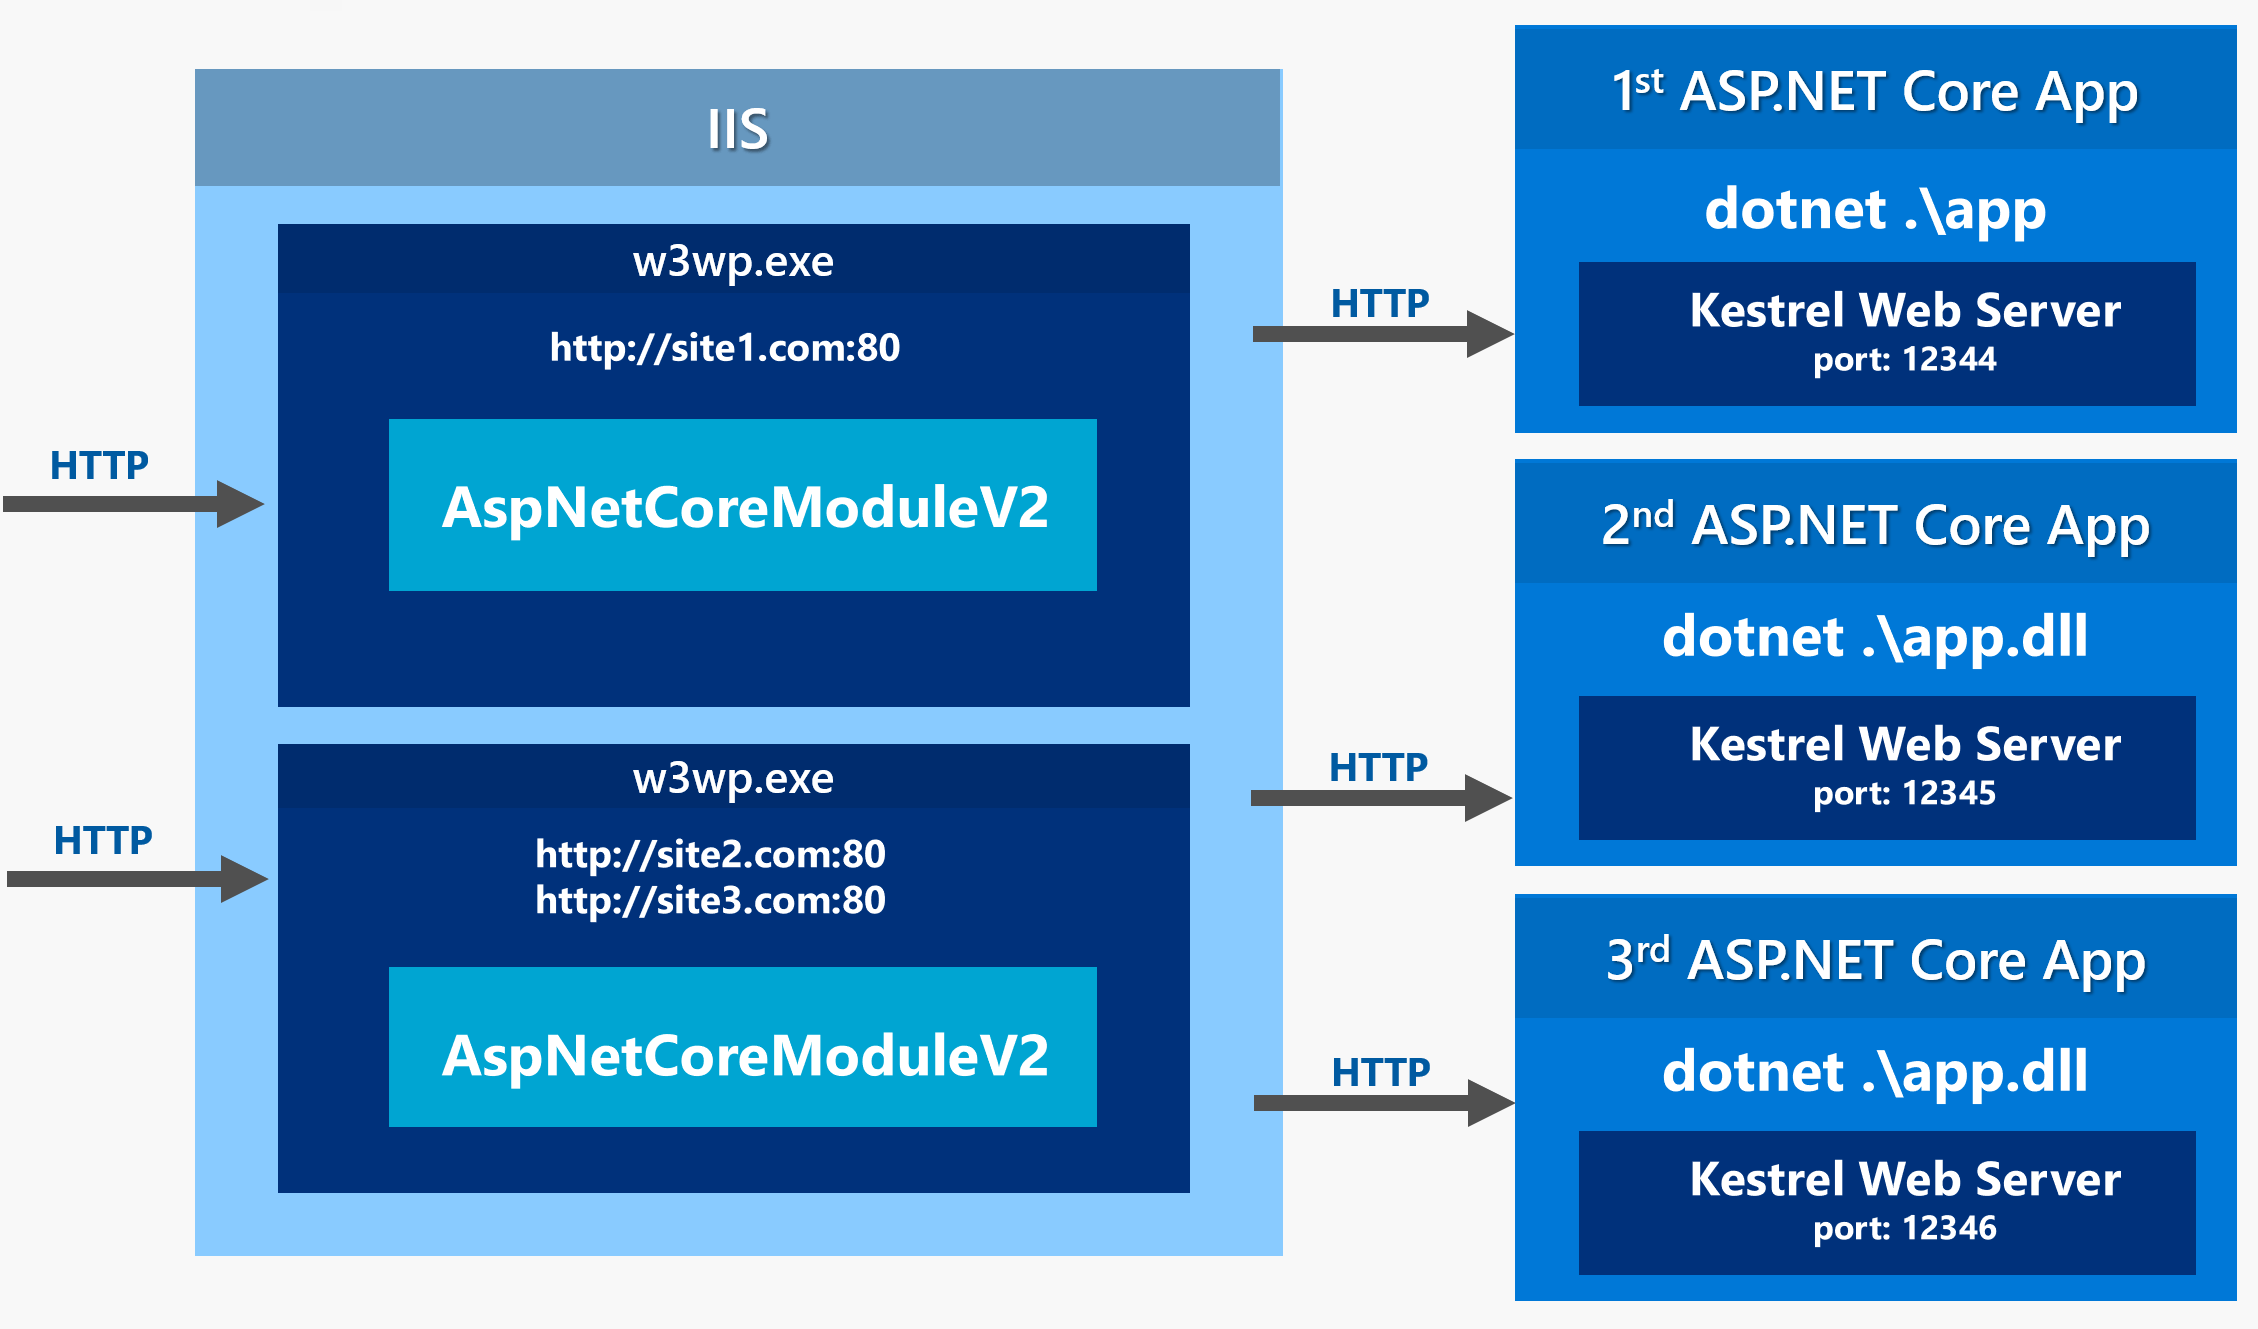 IIS
w3wp.exe
http://site1.com:80
AspNetCoreModuleV2
HTTP
w3wp.exe
http://site2.com:80
http://site3.com:80
AspNetCoreModuleV2
HTTP
HTTP
1st ASP.NET Core App
dotnet .\app
Kestrel Web Server
port: 12344
HTTP
2nd ASP.NET Core App
dotnet .\app.dll
Kestrel Web Server
port: 12345
HTTP
3rd ASP.NET Core App
dotnet .\app.dll
Kestrel Web Server
port: 12346